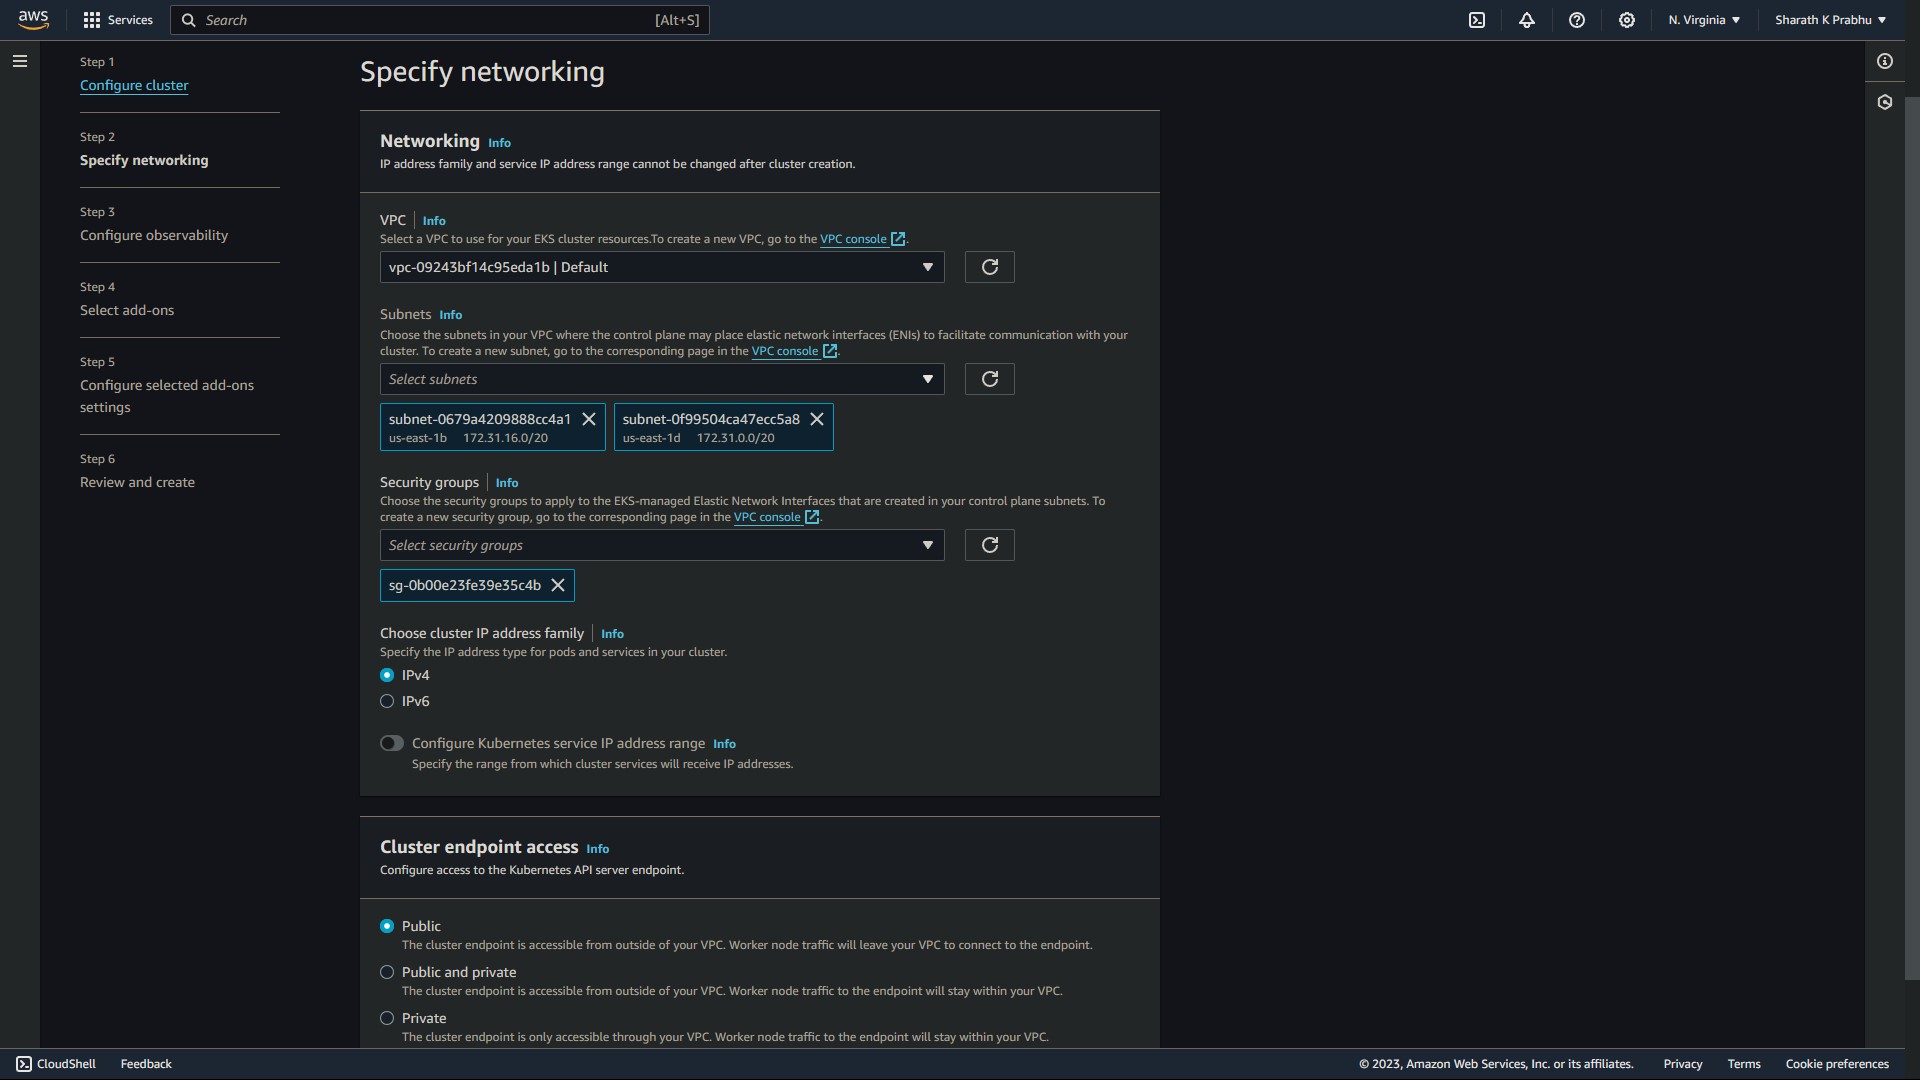 aws
Services
Search
[Alt+S]
N. Virginia
Sharath K Prabhu
Step 1
Configure cluster
Step 2
Specify networking
Step 3
Configure observability
Step 4
Select add-ons
Step 5
Configure selected add-ons
settings
Step 6
Review and create
Specify networking
Networking Info
IP address family and service IP address range cannot be changed after cluster creation.
VPC Info
Select a VPC to use for your EKS cluster resources.To create a new VPC, go to the VPC console.
vpc-09243bf14c95eda1b | Default
Subnets Info
Choose the subnets in your VPC where the control plane may place elastic network interfaces (ENIs) to facilitate communication with your
cluster. To create a new subnet, go to the corresponding page in the VPC console.
Select subnets
subnet-0679a4209888cc4a1
us-east-1b 172.31.16.0/20
subnet-0f99504ca47ecc5a8
us-east-1d 172.31.0.0/20
Security groups Info
Choose the security groups to apply to the EKS-managed Elastic Network Interfaces that are created in your control plane subnets. To
create a new security group, go to the corresponding page in the VPC console.
Select security groups
sg-0b00e23fe39e35c4b
Choose cluster IP address family Info
Specify the IP address type for pods and services in your cluster.
IPv4
IPv6
Configure Kubernetes service IP address range Info
Specify the range from which cluster services will receive IP addresses.
Cluster endpoint access Info
Configure access to the Kubernetes API server endpoint.
Public
The cluster endpoint is accessible from outside of your VPC. Worker node traffic will leave your VPC to connect to the endpoint.
Public and private
The cluster endpoint is accessible from outside of your VPC. Worker node traffic to the endpoint will stay within your VPC.
Private
The cluster endpoint is only accessible through your VPC. Worker node traffic to the endpoint will stay within your VPC.
CloudShell
Feedback
© 2023, Amazon Web Services, Inc. or its affiliates.
Privacy
Terms
Cookie preferences